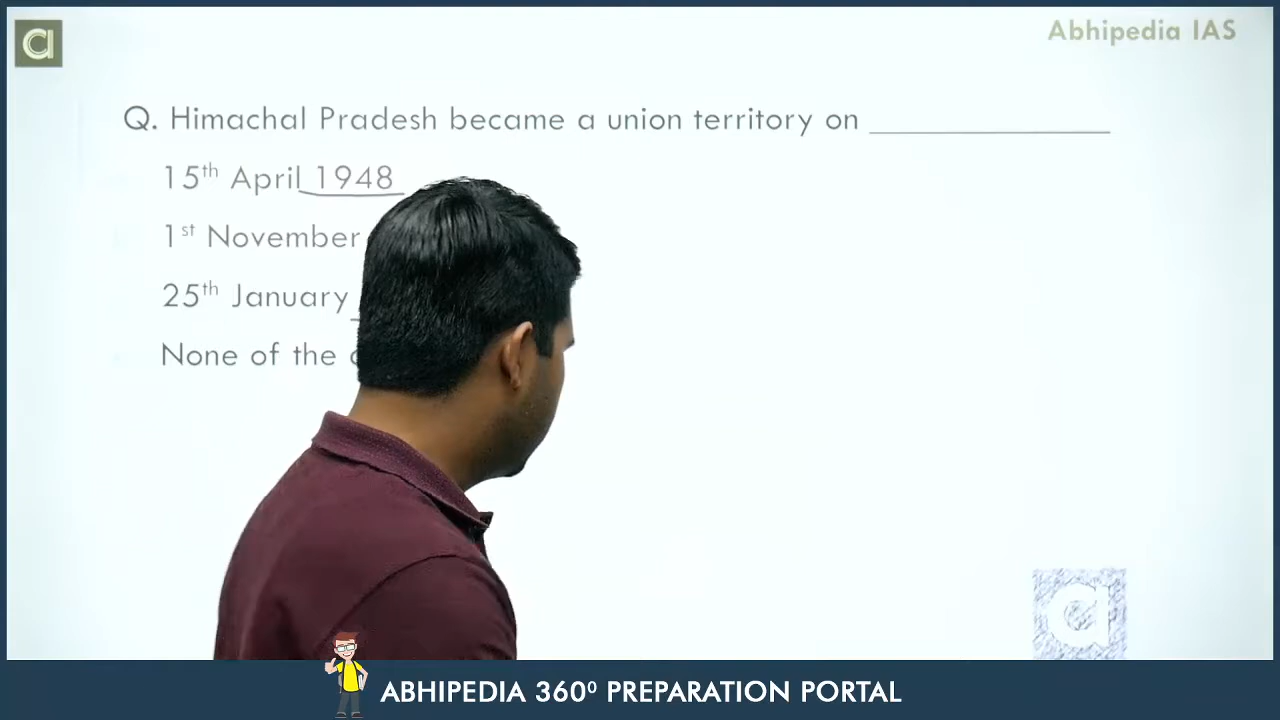 Abhipedia IAS
Q. Himachal Pradesh became a union territory on ____________
15th April 1948
1st November
25th January
None of the
ABHIPEDIA 360⁰ PREPARATION PORTAL